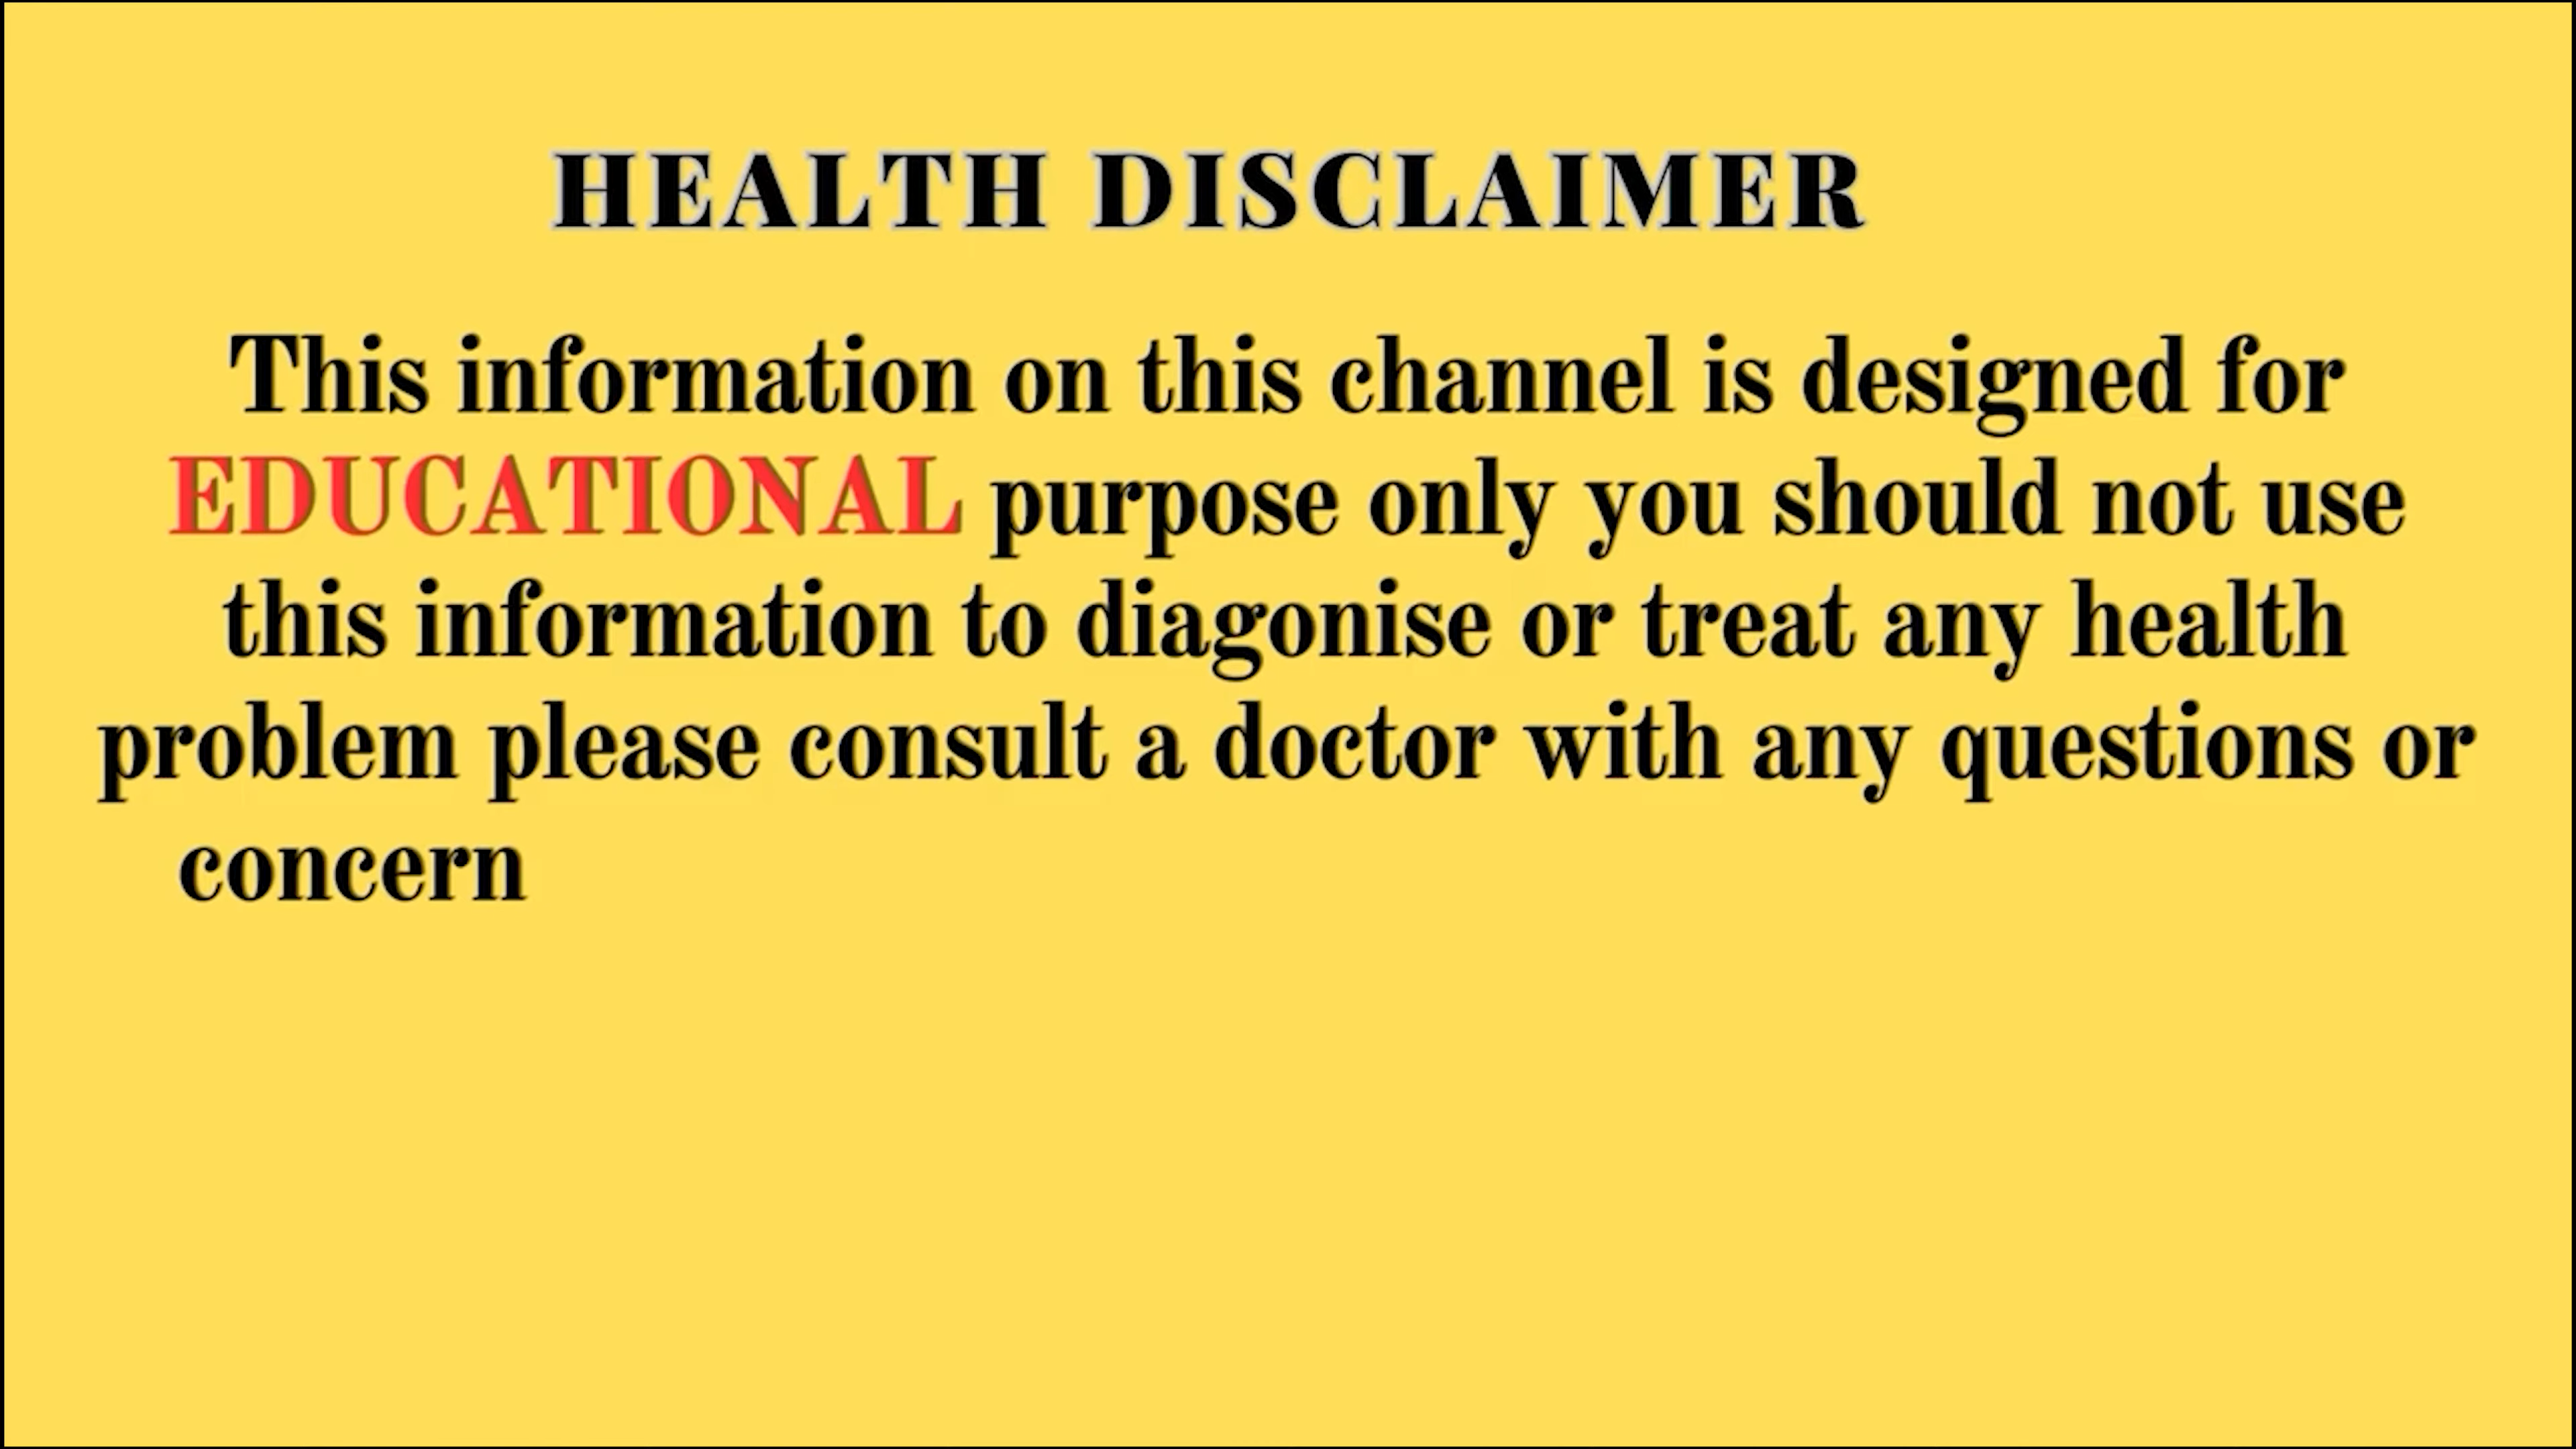 HEALTH DISCLAIMER
This information on this channel is designed for
EDUCATIONAL purpose only you should not use
this information to diagonise or treat any health
problem please consult a doctor with any questions or
concern